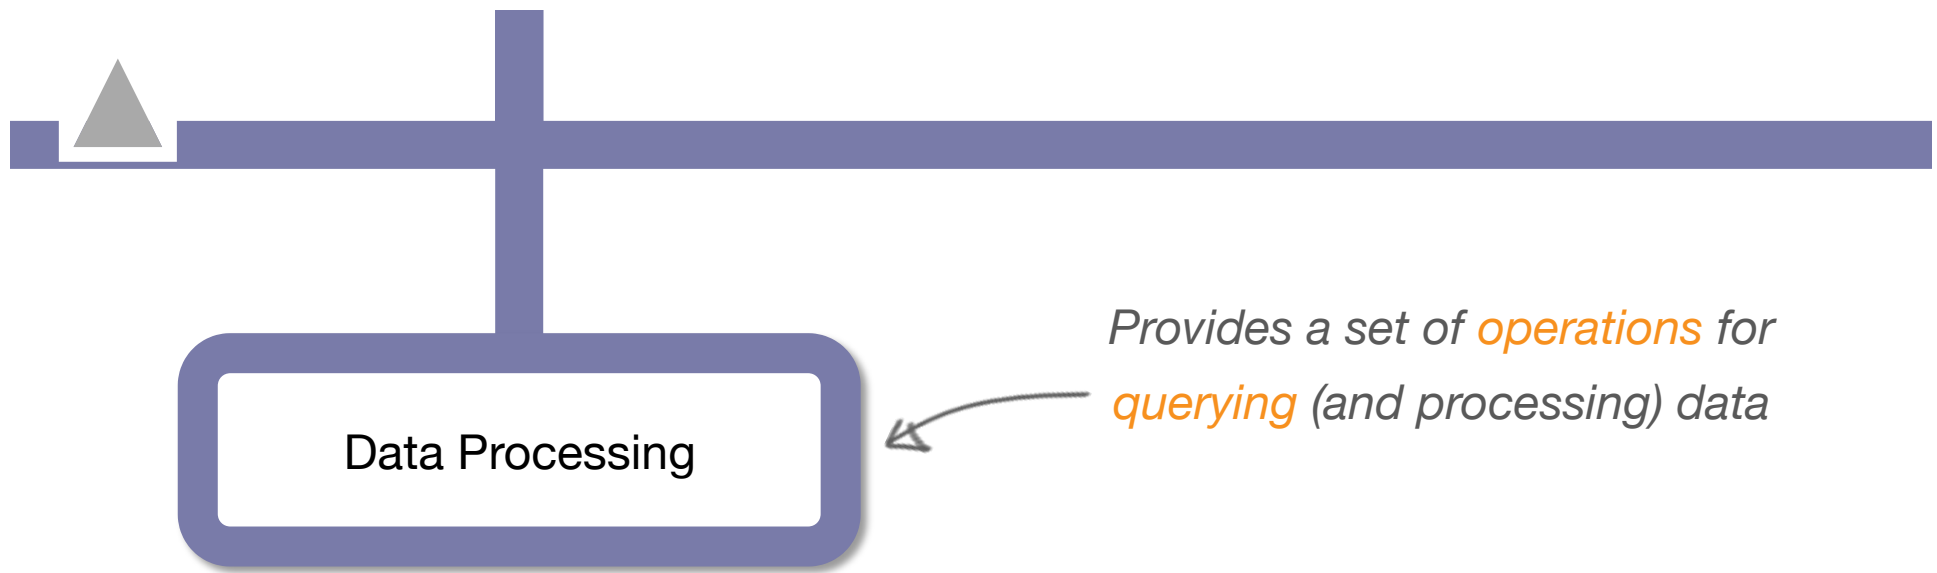 Provides a set of operations for
querying (and processing) data
Data Processing